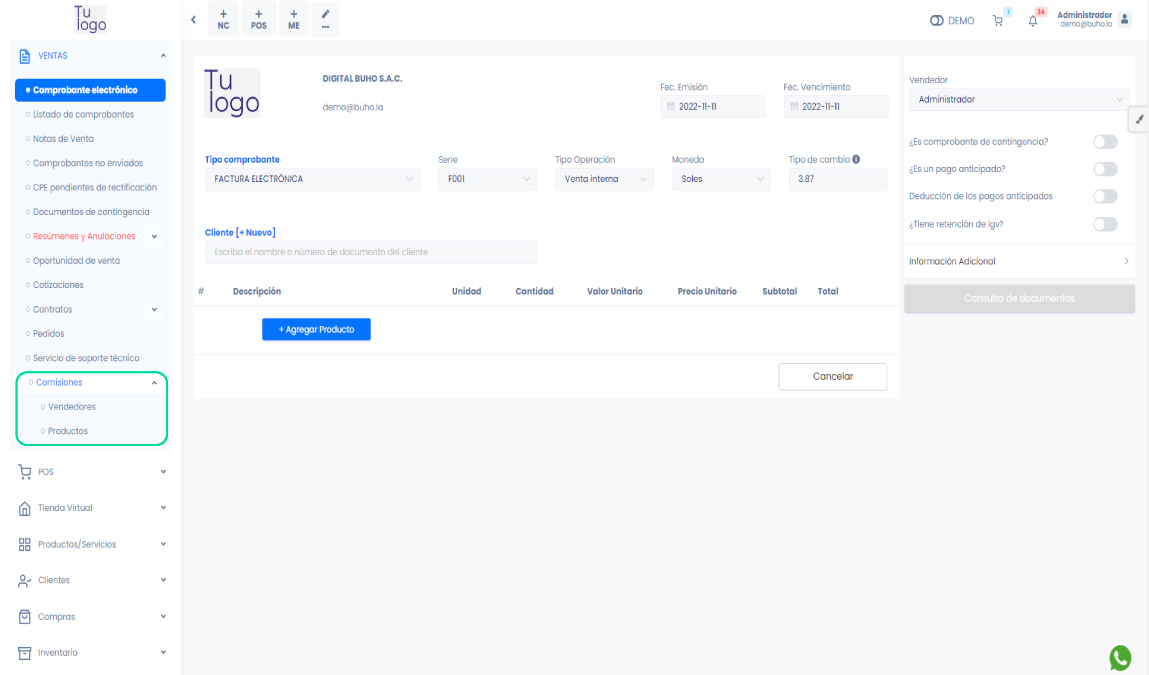 Tu
logo
NC
POS
ME
...
DEMO
1
34
Administrador
demo@buho.la
VENTAS
Comprobante electrónico
Listado de comprobantes
Notas de Venta
Comprobantes no enviados
CPE pendientes de rectificación
Documentos de contingencia
Resúmenes y Anulaciones
Oportunidad de venta
Cotizaciones
Contratos
Pedidos
Servicio de soporte técnico
Comisiones
Vendedores
Productos
POS
Tienda Virtual
Productos/Servicios
Clientes
Compras
Inventario
Tu
logo
DIGITAL BUHO S.A.C.
demo@buho.la
Fec. Emisión
2022-11-11
Fec. Vencimiento
2022-11-11
Tipo comprobante
FACTURA ELECTRÓNICA
Serie
F001
Tipo Operación
Venta interna
Moneda
Soles
Tipo de cambio
3.87
Cliente [+ Nuevo]
Escriba el nombre o número de documento del cliente
# Descripción Unidad Cantidad Valor Unitario Precio Unitario Subtotal Total
+ Agregar Producto
Cancelar
Vendedor
Administrador
¿Es comprobante de contingencia?
¿Es un pago anticipado?
Deducción de los pagos anticipados
¿Tiene retención de igv?
Información Adicional
Consulta de documentos